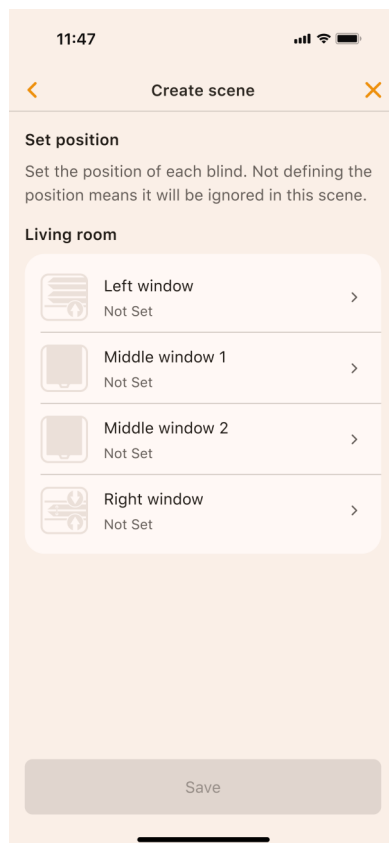 11:47
Create scene
Set position
Set the position of each blind. Not defining the
position means it will be ignored in this scene.
Living room
Left window
Not Set
Middle window 1
Not Set
Middle window 2
Not Set
Right window
Not Set
Save